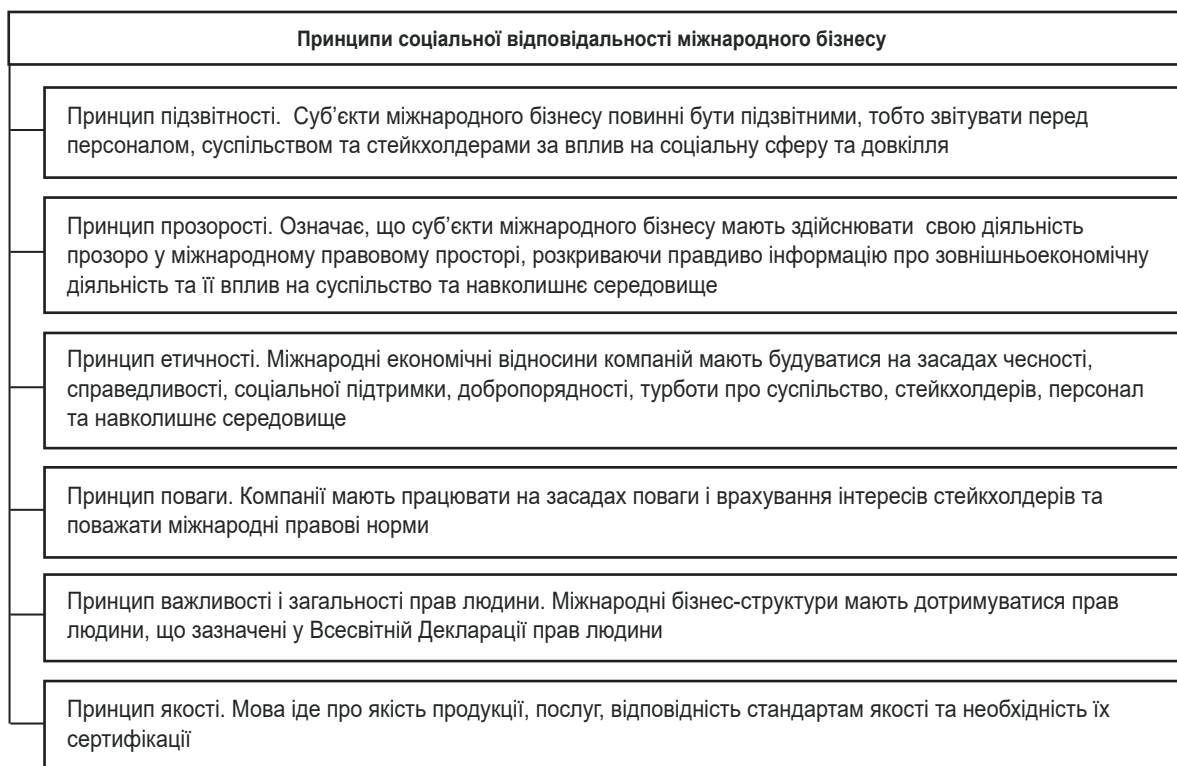 Принципи соціальної відповідальності міжнародного бізнесу
Принцип підзвітності. Суб’єкти міжнародного бізнесу повинні бути підзвітними, тобто звітувати перед
персоналом, суспільством та стейкхолдерами за вплив на соціальну сферу та довкілля
Принцип прозорості. Означає, що суб’єкти міжнародного бізнесу мають здійснювати свою діяльність
прозоро у міжнародному правовому просторі, розкриваючи правдиво інформацію про зовнішньоекономічну
діяльність та її вплив на суспільство та навколишнє середовище
Принцип етичності. Міжнародні економічні відносини компаній мають будуватися на засадах чесності,
справедливості, соціальної підтримки, добропорядності, турботи про суспільство, стейкхолдерів, персонал
та навколишнє середовище
Принцип поваги. Компанії мають працювати на засадах поваги і врахування інтересів стейкхолдерів та
поважати міжнародні правові норми
Принцип важливості і загальності прав людини. Міжнародні бізнес-структури мають дотримуватися прав
людини, що зазначені у Всесвітній Декларації прав людини
Принцип якості. Мова іде про якість продукції, послуг, відповідність стандартам якості та необхідність їх
сертифікації